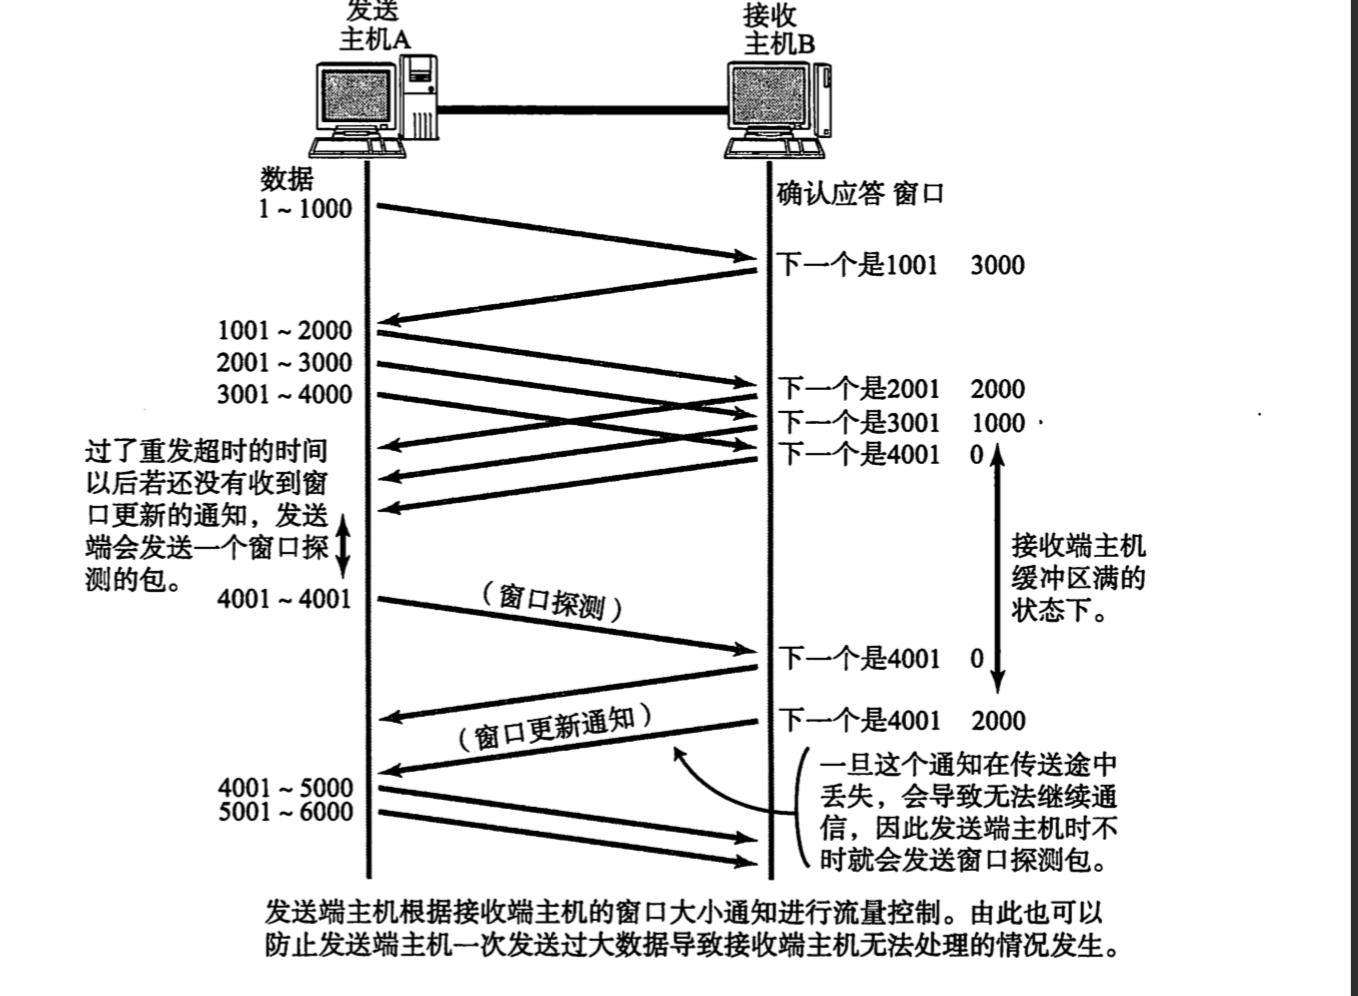 发送
主机A
接收
主机B
数据
确认应答 窗口
1 ~ 1000
下一个是1001 3000
1001 ~ 2000
2001 ~ 3000
3001 ~ 4000
下一个是2001 2000
下一个是3001 1000
下一个是4001 0
过了重发超时的时间
以后若还没有收到窗
口更新的通知，发送
端会发送一个窗口探
测的包。
接收端主机
缓冲区满的
状态下。
4001 ~ 4001
（窗口探测）
下一个是4001 0
（窗口更新通知）
下一个是4001 2000
4001 ~ 5000
5001 ~ 6000
一旦这个通知在传送途中
丢失，会导致无法继续通
信，因此发送端主机时不
时就会发送窗口探测包。
发送端主机根据接收端主机的窗口大小通知进行流量控制。由此也可以
防止发送端主机一次发送过大数据导致接收端主机无法处理的情况发生。